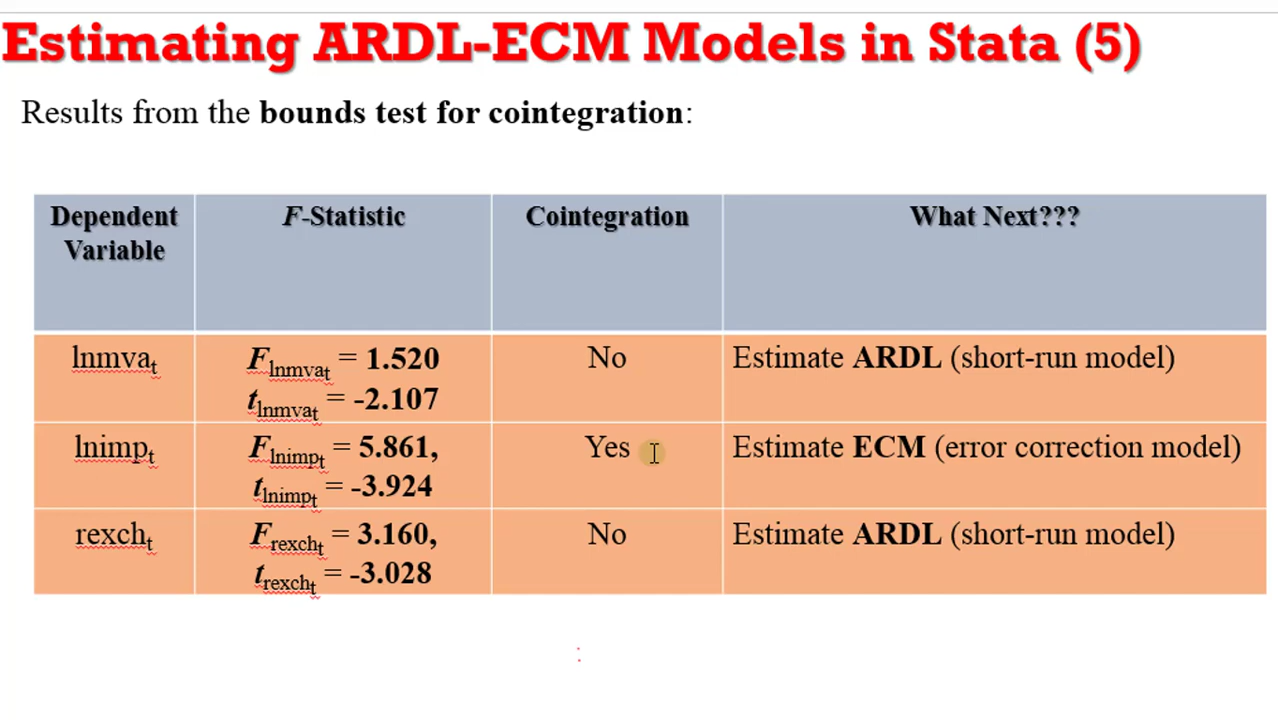 Estimating ARDL-ECM Models in Stata (5)
Results from the bounds test for cointegration:
Dependent Variable F-Statistic Cointegration What Next???
lnmvat Flnmvat = 1.520 No Estimate ARDL (short-run model)
tlnmvat = -2.107
lnimpt Flnimpt = 5.861, Yes Estimate ECM (error correction model)
tlnimpt = -3.924
rexcht Frexcht = 3.160, No Estimate ARDL (short-run model)
trexcht = -3.028
: